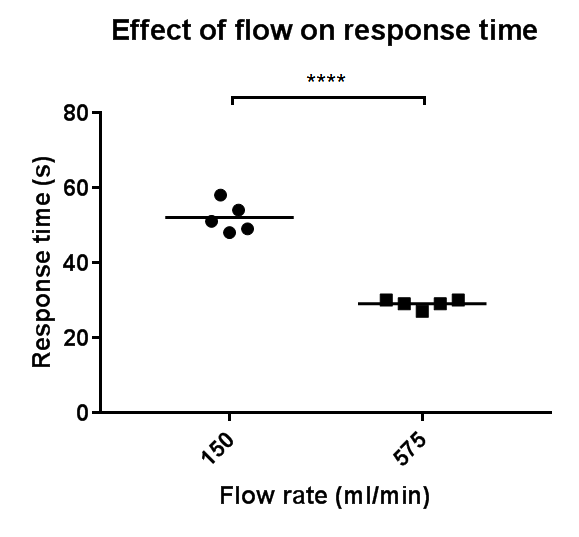 Effect of flow on response time
****
80
60
40
20
0
Response time (s)
150
575
Flow rate (ml/min)